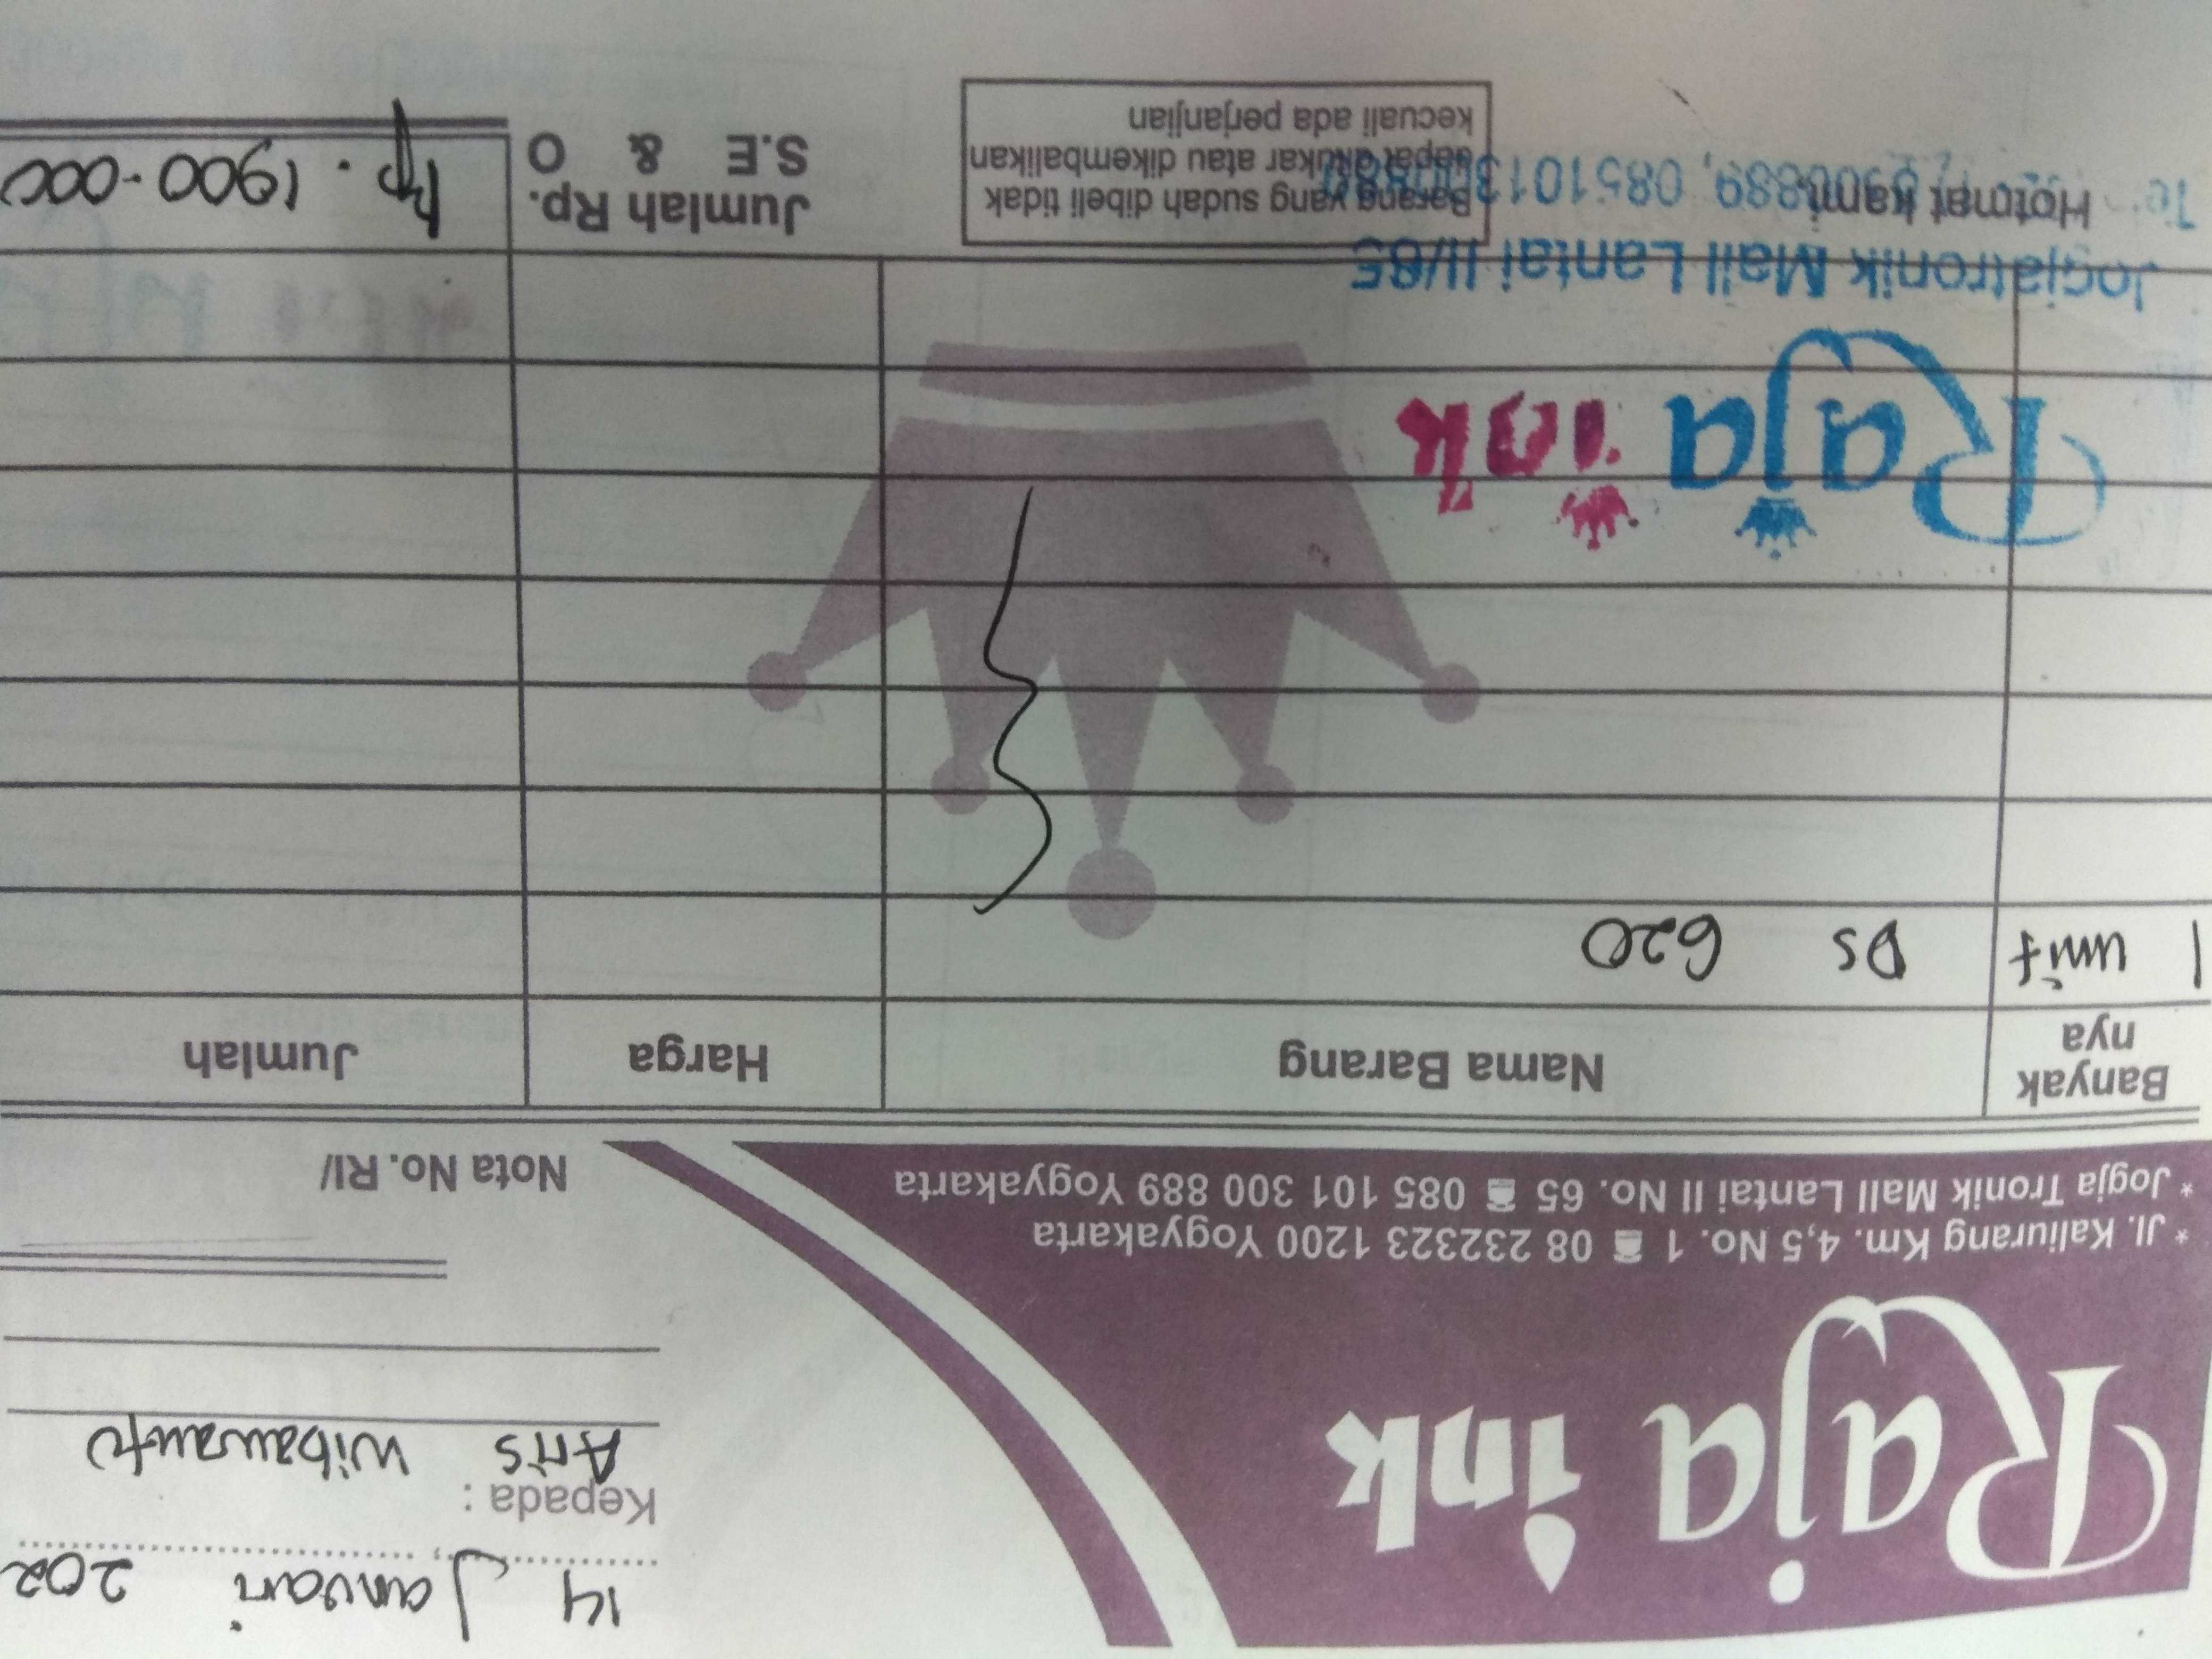 Raja ink
* Jl. Kaliurang Km. 4,5 No. 1 ☎ 08 232323 1200 Yogyakarta
* Jogja Tronik Mall Lantai II No. 65 ☎ 085 101 300 889 Yogyakarta
14 Januari 202
Kepada :
Aris Wibawanto
Nota No. RI/
Banyak nya Nama Barang Harga Jumlah
1 unit DS 620
Raja ink
Jogjatronik Mall Lantai II/65
Hormat kami
Barang yang sudah dibeli tidak
dapat ditukar atau dikembalikan
kecuali ada perjanjian
Jumlah Rp. Rp. 1900.000
S.E & O